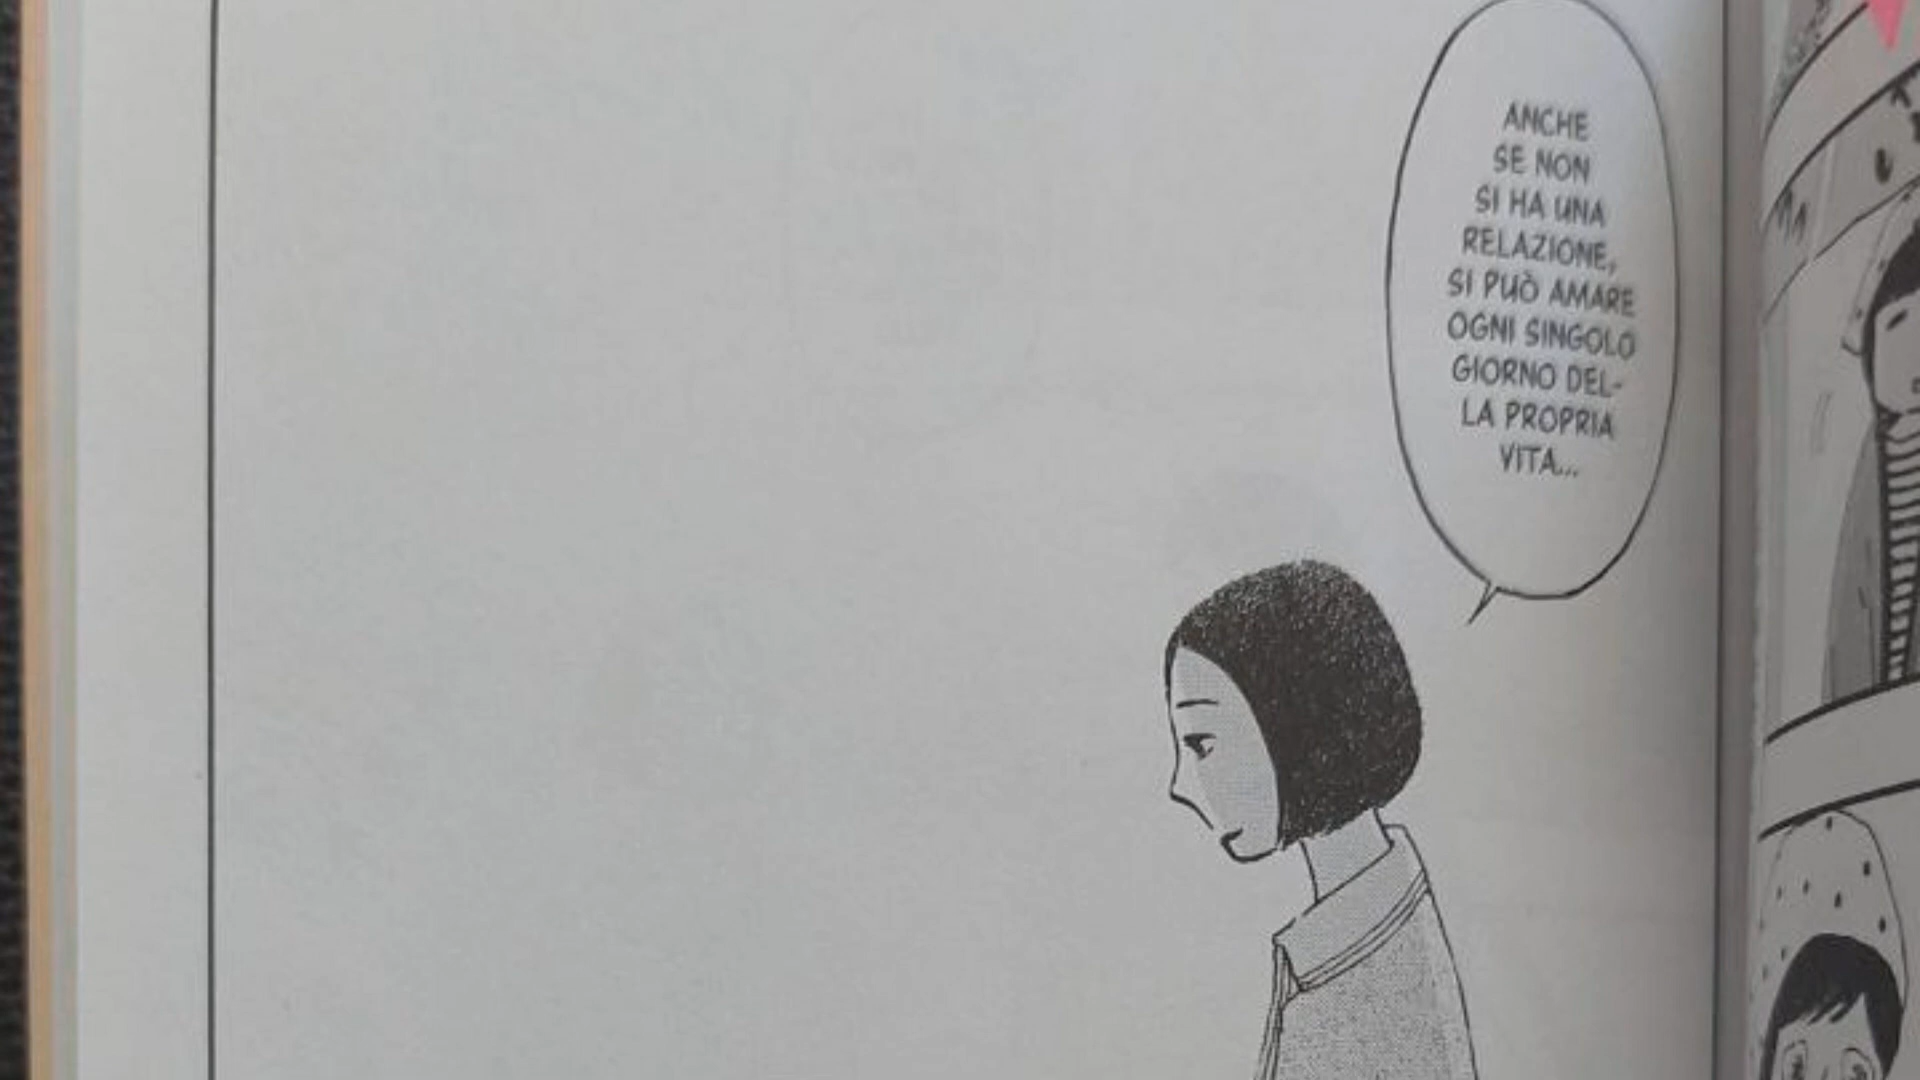 ANCHE
SE NON
SI HA UNA
RELAZIONE,
SI PUÒ AMARE
OGNI SINGOLO
GIORNO DEL-
LA PROPRIA
VITA...